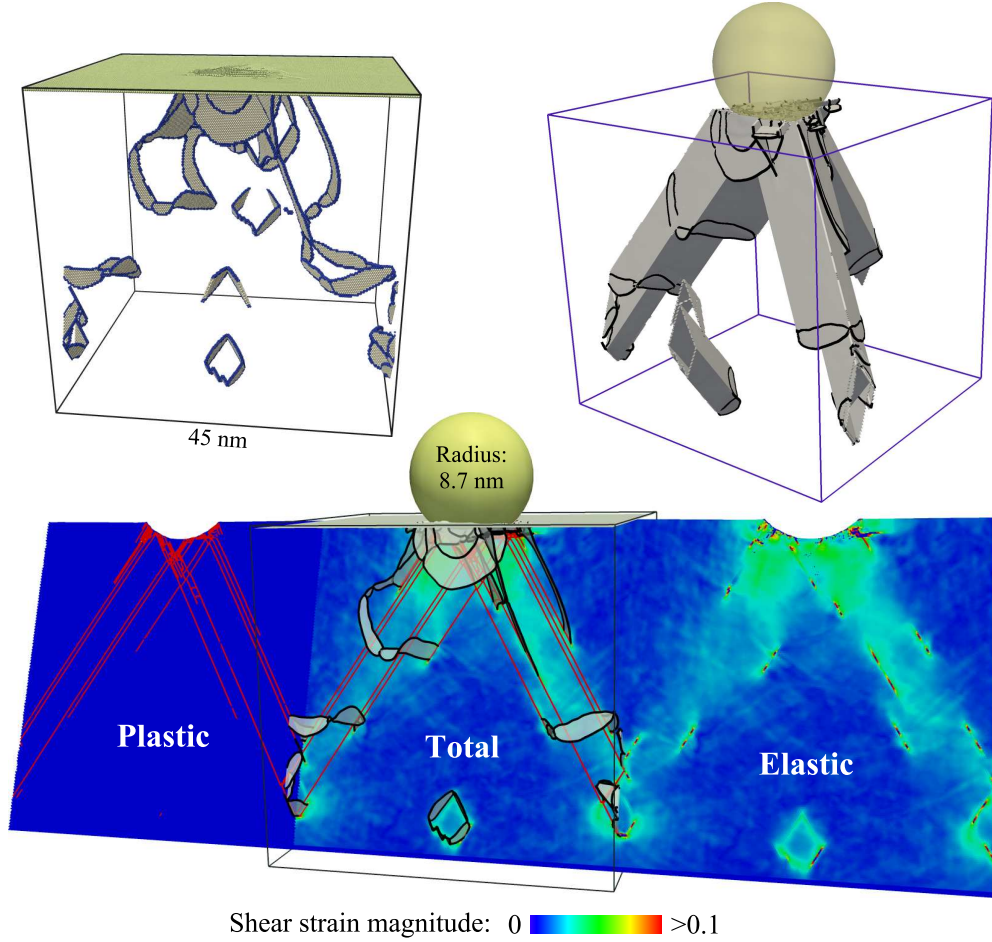 45 nm
Radius:
8.7 nm
Plastic
Total
Elastic
Shear strain magnitude: 0 >0.1